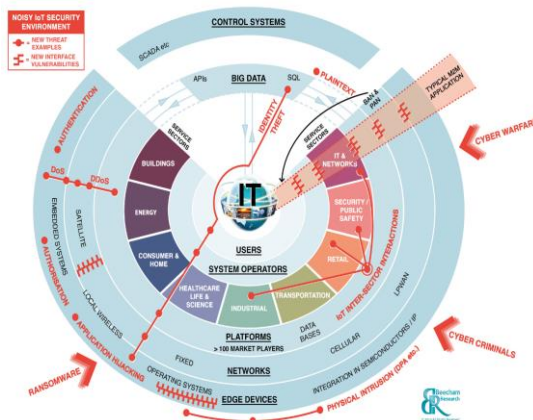 NOISY IoT SECURITY
ENVIRONMENT
NEW THREAT
EXAMPLES
NEW INTERFACE
VULNERABILITIES
CONTROL SYSTEMS
SCADA etc
BIG DATA
APIs
SQL
PLAINTEXT
BAN & PAN
TYPICAL M2M
APPLICATION
IDENTITY
THEFT
SERVICE
SECTORS
SERVICE
SECTORS
AUTHENTICATION
CYBER WARFARE
BUILDINGS
IT &
NETWORKS
DoS
DDoS
IT
ENERGY
SECURITY /
PUBLIC
SAFETY
EMBEDDED SYSTEMS
SATELLITE
USERS
CONSUMER &
HOME
RETAIL
SYSTEM OPERATORS
IoT INTER-SECTOR INTERACTIONS
AUTHORISATION
HEALTHCARE
LIFE &
SCIENCE
INDUSTRIAL
TRANSPORTATION
LOCAL WIRELESS
LPWAN
PLATFORMS
> 100 MARKET PLAYERS
DATA
BASES
APPLICATION HIJACKING
FIXED
CELLULAR
NETWORKS
INTEGRATION IN SEMICONDUCTORS / IP
CYBER CRIMINALS
RANSOMWARE
OPERATING SYSTEMS
EDGE DEVICES
PHYSICAL INTRUSION (DPA etc.)
Beecham
Research